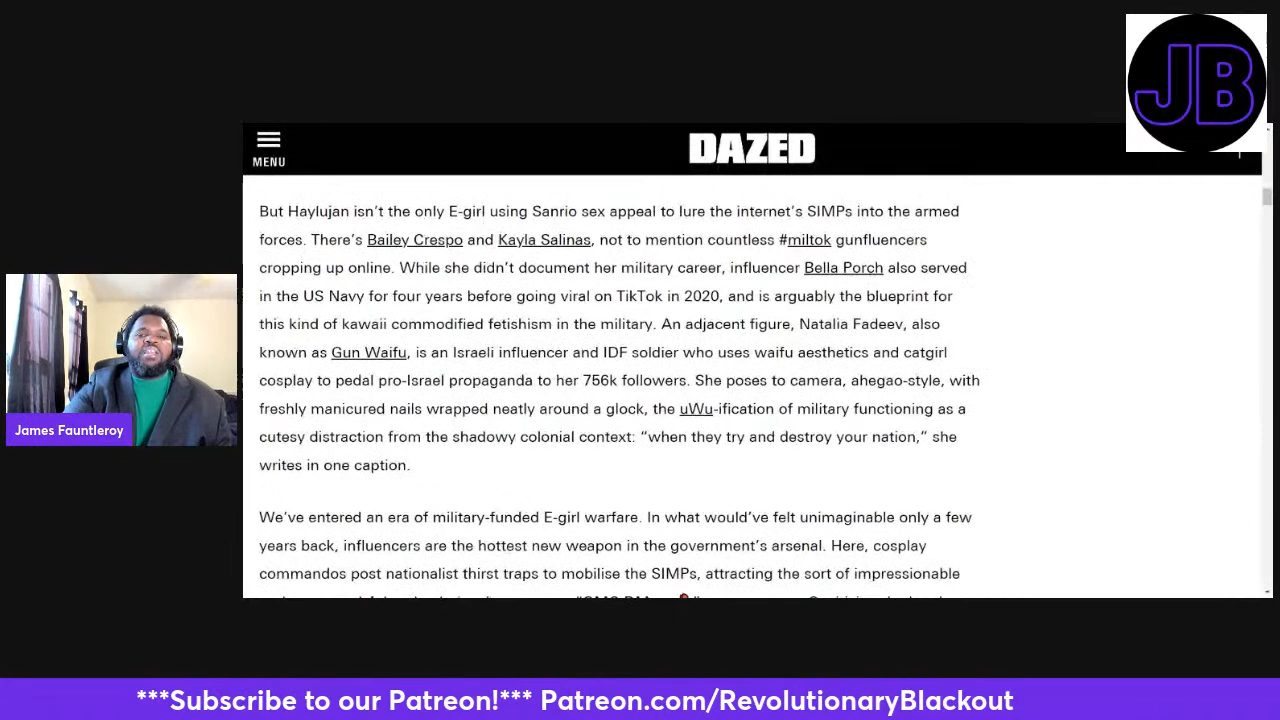 JB
MENU
DAZED
But Haylujan isn't the only E-girl using Sanrio sex appeal to lure the internet's SIMPs into the armed
forces. There's Bailey Crespo and Kayla Salinas, not to mention countless #miltok gunfluencers
cropping up online. While she didn't document her military career, influencer Bella Porch also served
in the US Navy for four years before going viral on TikTok in 2020, and is arguably the blueprint for
this kind of kawaii commodified fetishism in the military. An adjacent figure, Natalia Fadeev, also
known as Gun Waifu, is an Israeli influencer and IDF soldier who uses waifu aesthetics and catgirl
cosplay to pedal pro-Israel propaganda to her 756k followers. She poses to camera, ahegao-style, with
freshly manicured nails wrapped neatly around a glock, the uWu-ification of military functioning as a
cutesy distraction from the shadowy colonial context: “when they try and destroy your nation,” she
writes in one caption.
We've entered an era of military-funded E-girl warfare. In what would've felt unimaginable only a few
years back, influencers are the hottest new weapon in the government's arsenal. Here, cosplay
commandos post nationalist thirst traps to mobilise the SIMPs, attracting the sort of impressionable
James Fauntleroy
***Subscribe to our Patreon!*** Patreon.com/RevolutionaryBlackout